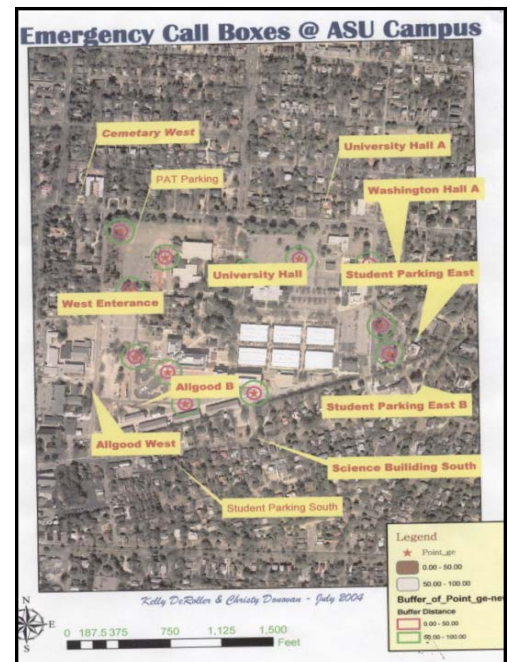 Emergency Call Boxes @ ASU Campus
Cemetary West
University Hall A
PAT Parking
Washington Hall A
University Hall
Student Parking East
West Enterance
Allgood B
Student Parking East B
Allgood West
Science Builiding South
Student Parking South
Legend
Point_ge
0.00 - 50.00
50.00 - 100.00
Buffer_of_Point_ge-ne
Buffer Distance
0.00 - 50.00
50.00 - 100.00
Kelly DeRoller & Christy Donovan - July 2004
N
E
S
0 187.5 375 750 1,125 1,500
Feet